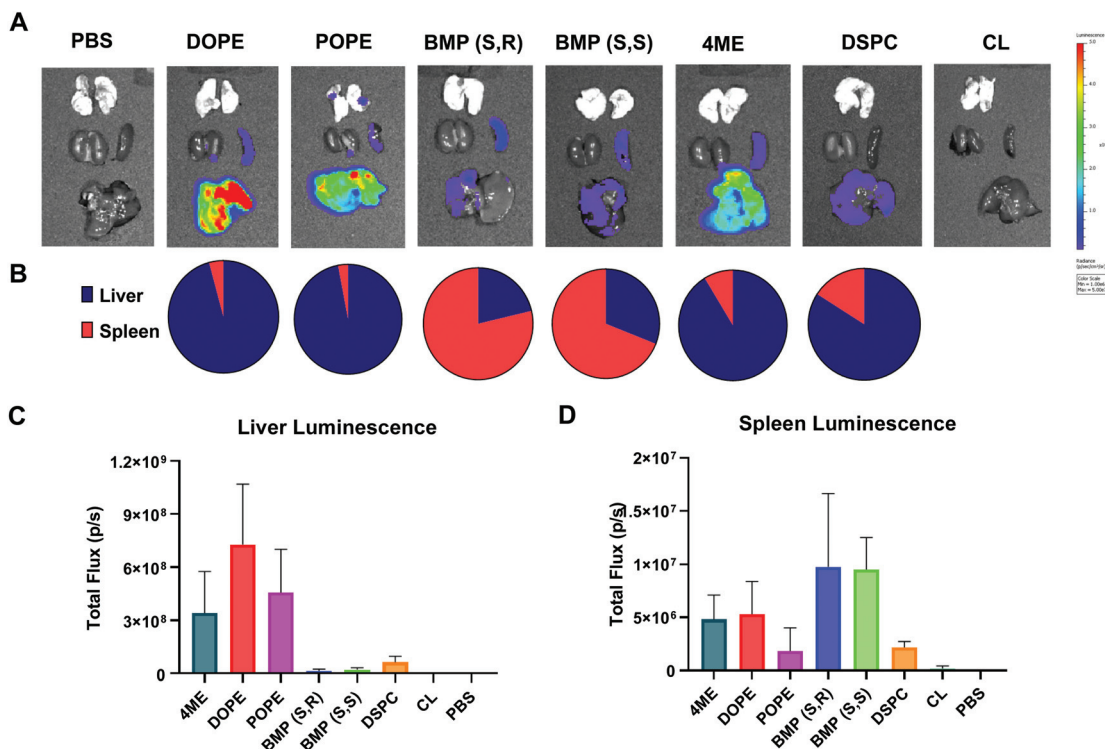 A
PBS DOPE POPE BMP (S,R) BMP (S,S) 4ME DSPC CL
Luminescence
5.0
4.0
3.0
2.0
1.0
Radiance
(p/sec/cm²/sr)
Color Scale
B
Liver
Spleen
C
Liver Luminescence
Total Flux (p/s)
1.2×10⁹
9×10⁸
6×10⁸
3×10⁸
0
4ME DOPE POPE BMP (S,R) BMP (S,S) DSPC CL PBS
D
Spleen Luminescence
Total Flux (p/s)
2×10⁷
1.5×10⁷
1×10⁷
5×10⁶
0
4ME DOPE POPE BMP (S,R) BMP (S,S) DSPC CL PBS